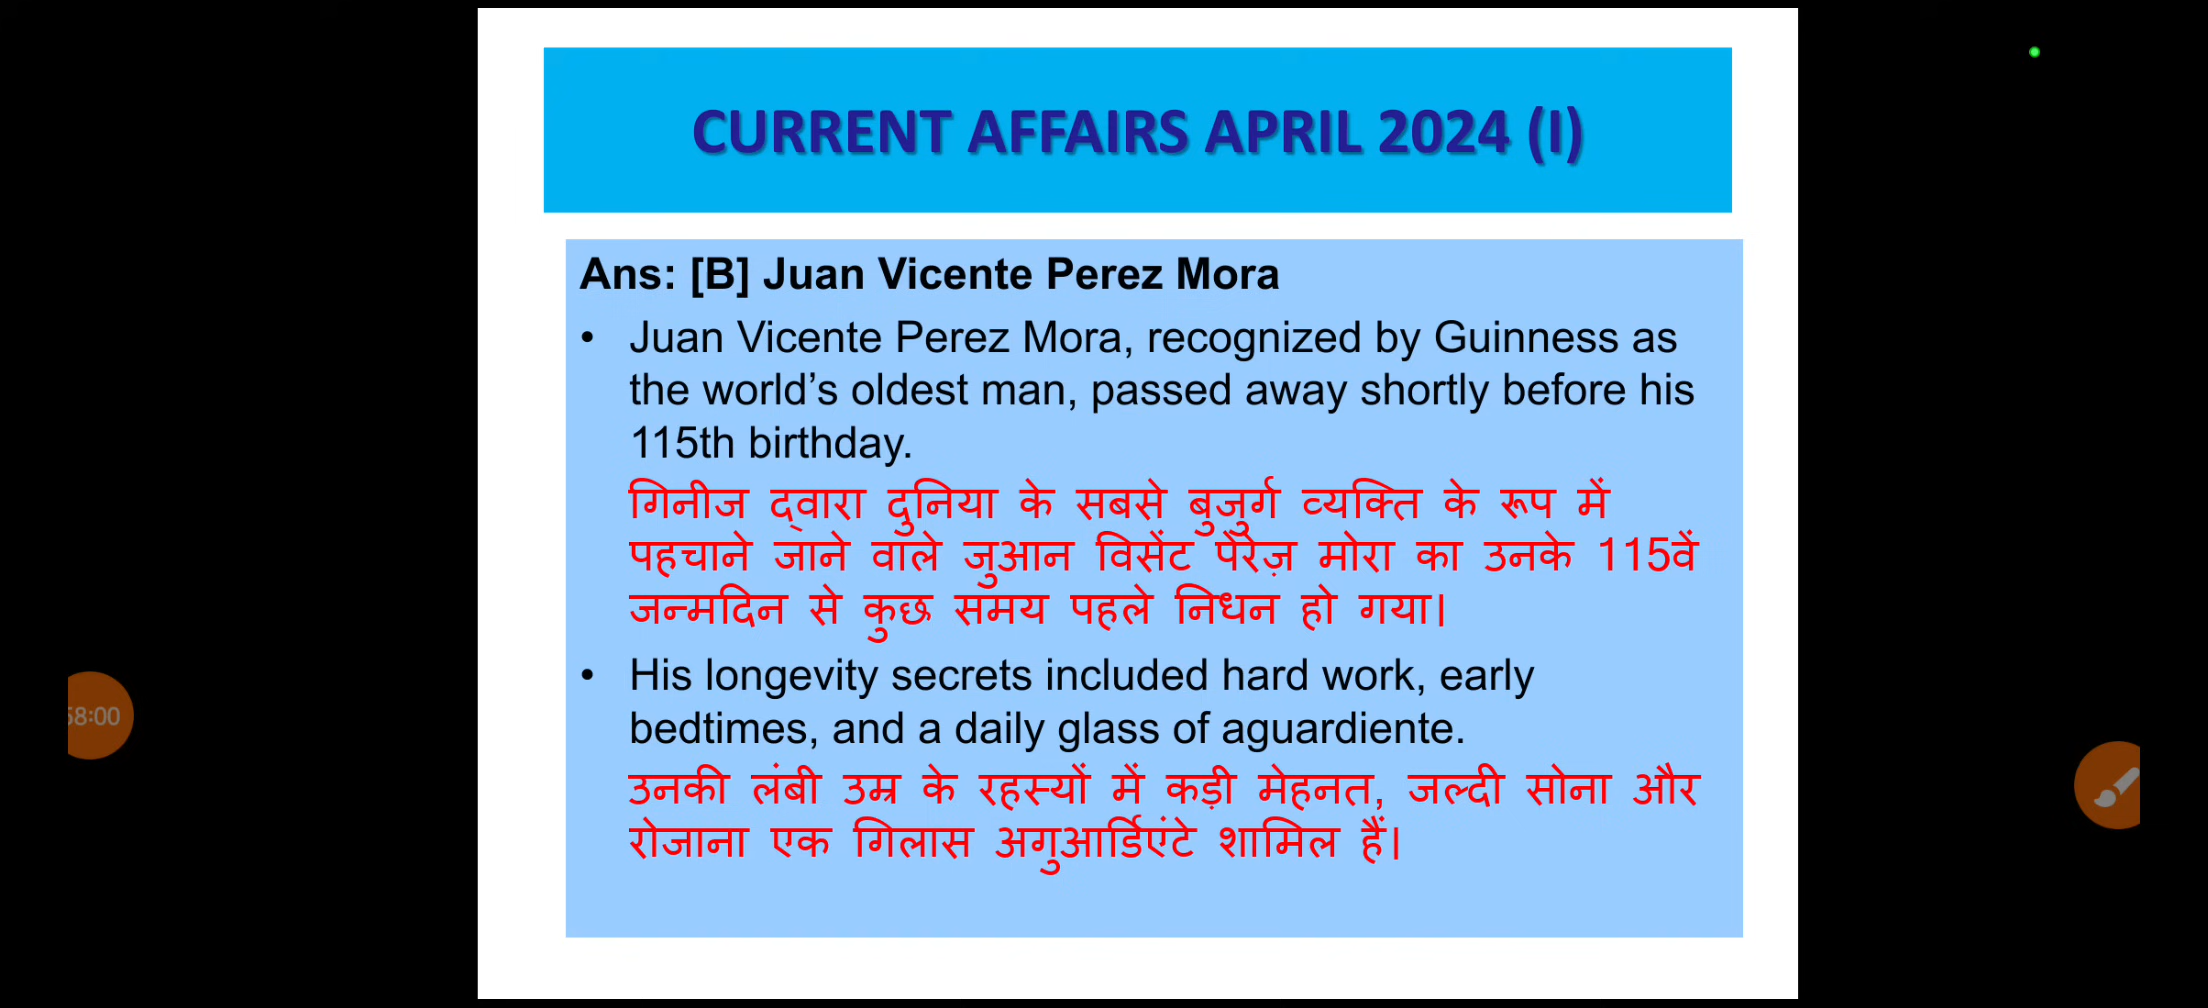 CURRENT AFFAIRS APRIL 2024 (I)
Ans: [B] Juan Vicente Perez Mora
• Juan Vicente Perez Mora, recognized by Guinness as
the world’s oldest man, passed away shortly before his
115th birthday.
गिनीज द्वारा दुनिया के सबसे बुजुर्ग व्यक्ति के रूप में
पहचाने जाने वाले जुआन विसेंट पेरेज़ मोरा का उनके 115वें
जन्मदिन से कुछ समय पहले निधन हो गया।
• His longevity secrets included hard work, early
bedtimes, and a daily glass of aguardiente.
उनकी लंबी उम्र के रहस्यों में कड़ी मेहनत, जल्दी सोना और
रोजाना एक गिलास अगुआर्डिएंटे शामिल हैं।
58:00